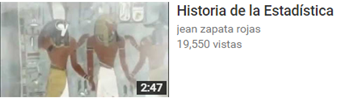 Historia de la Estadística
jean zapata rojas
19,550 vistas
2:47